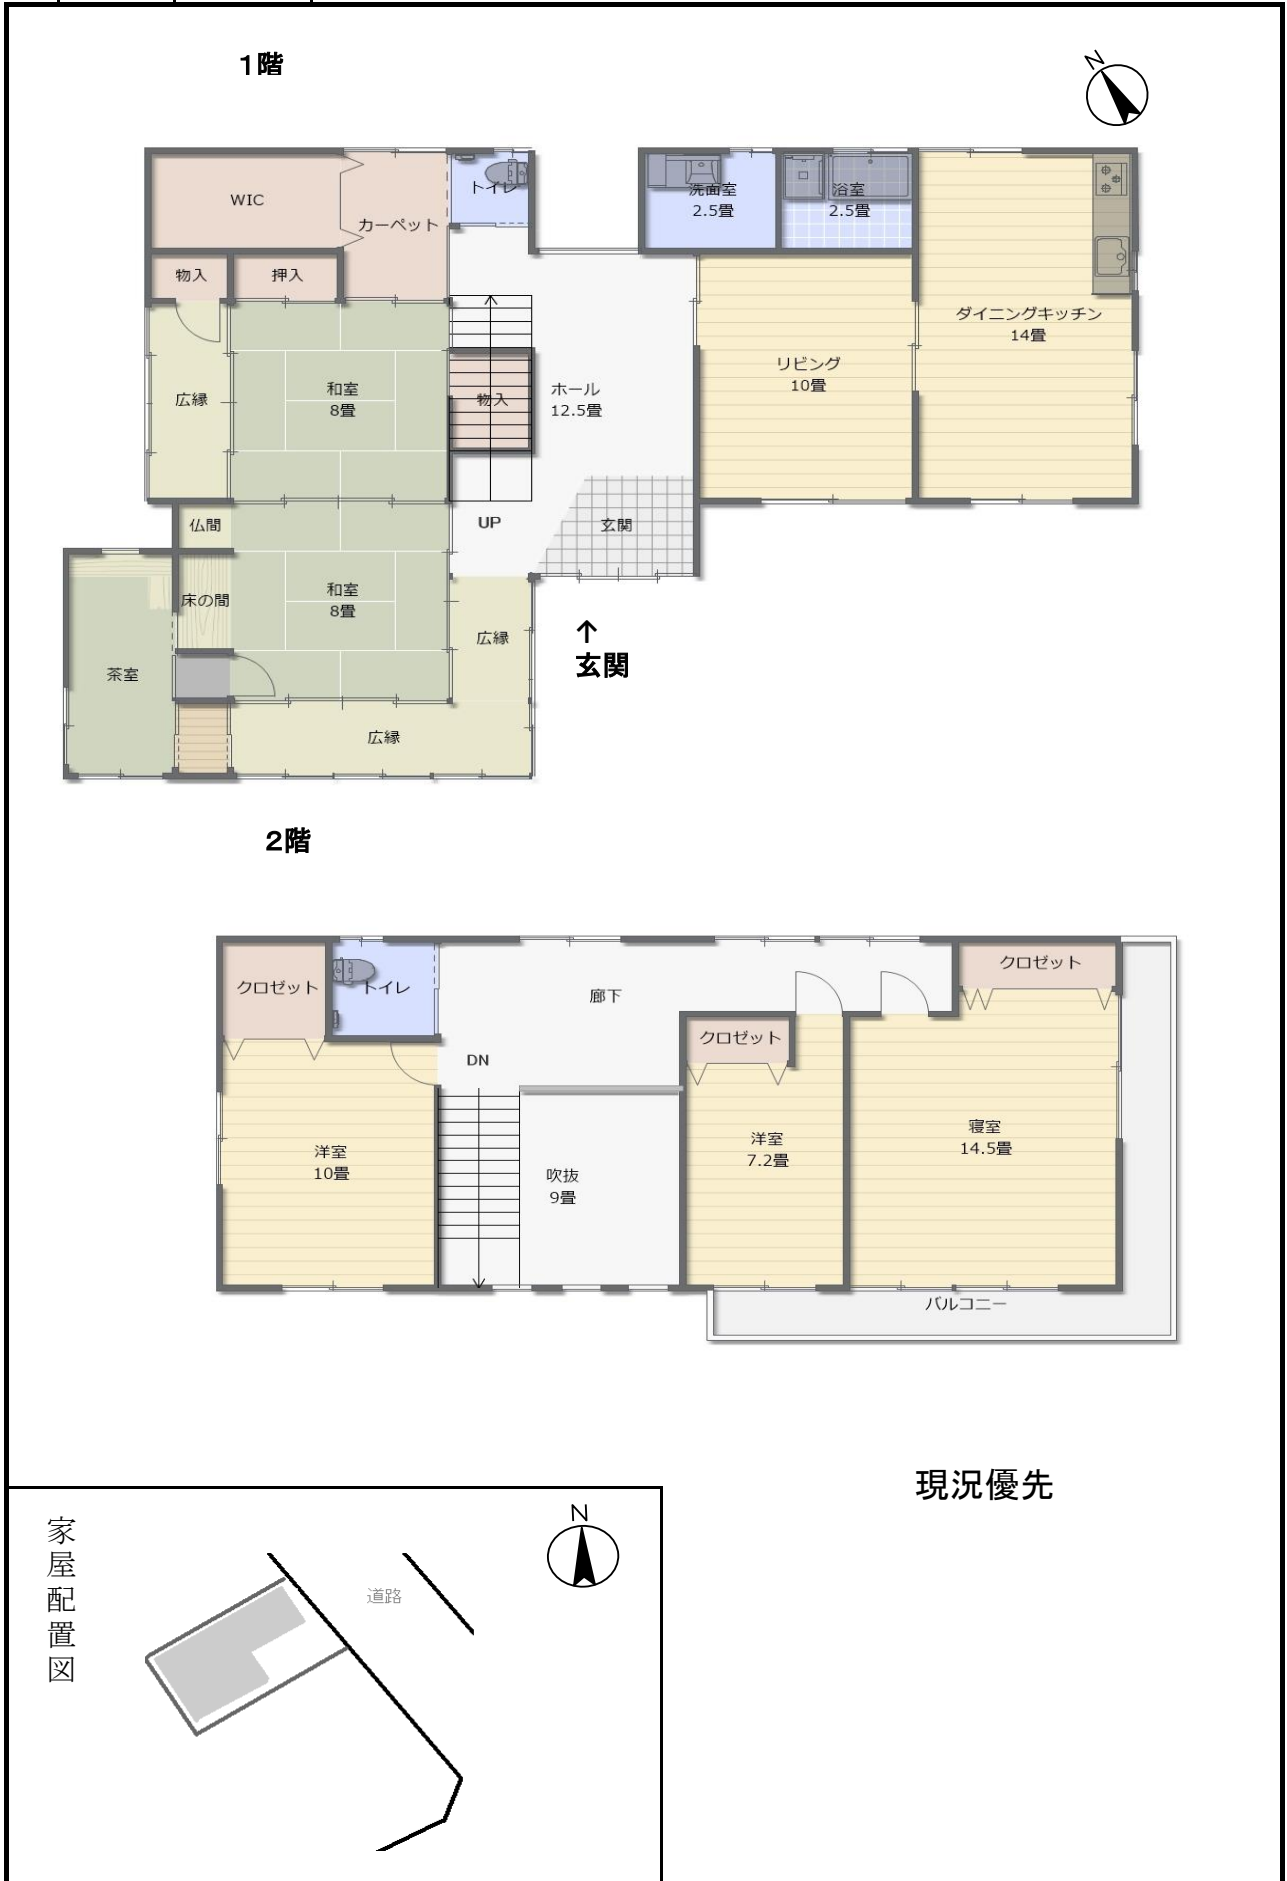 1階
N
WIC
カーペット
トイレ
洗面室
2.5畳
浴室
2.5畳
物入
押入
ダイニングキッチン
14畳
リビング
10畳
広縁
和室
8畳
物入
ホール
12.5畳
仏間
UP
玄関
床の間
和室
8畳
広縁
↑
玄関
茶室
広縁
2階
クロゼット
トイレ
廊下
クロゼット
クロゼット
DN
洋室
10畳
吹抜
9畳
洋室
7.2畳
寝室
14.5畳
バルコニー
現況優先
家屋配置図
N
道路